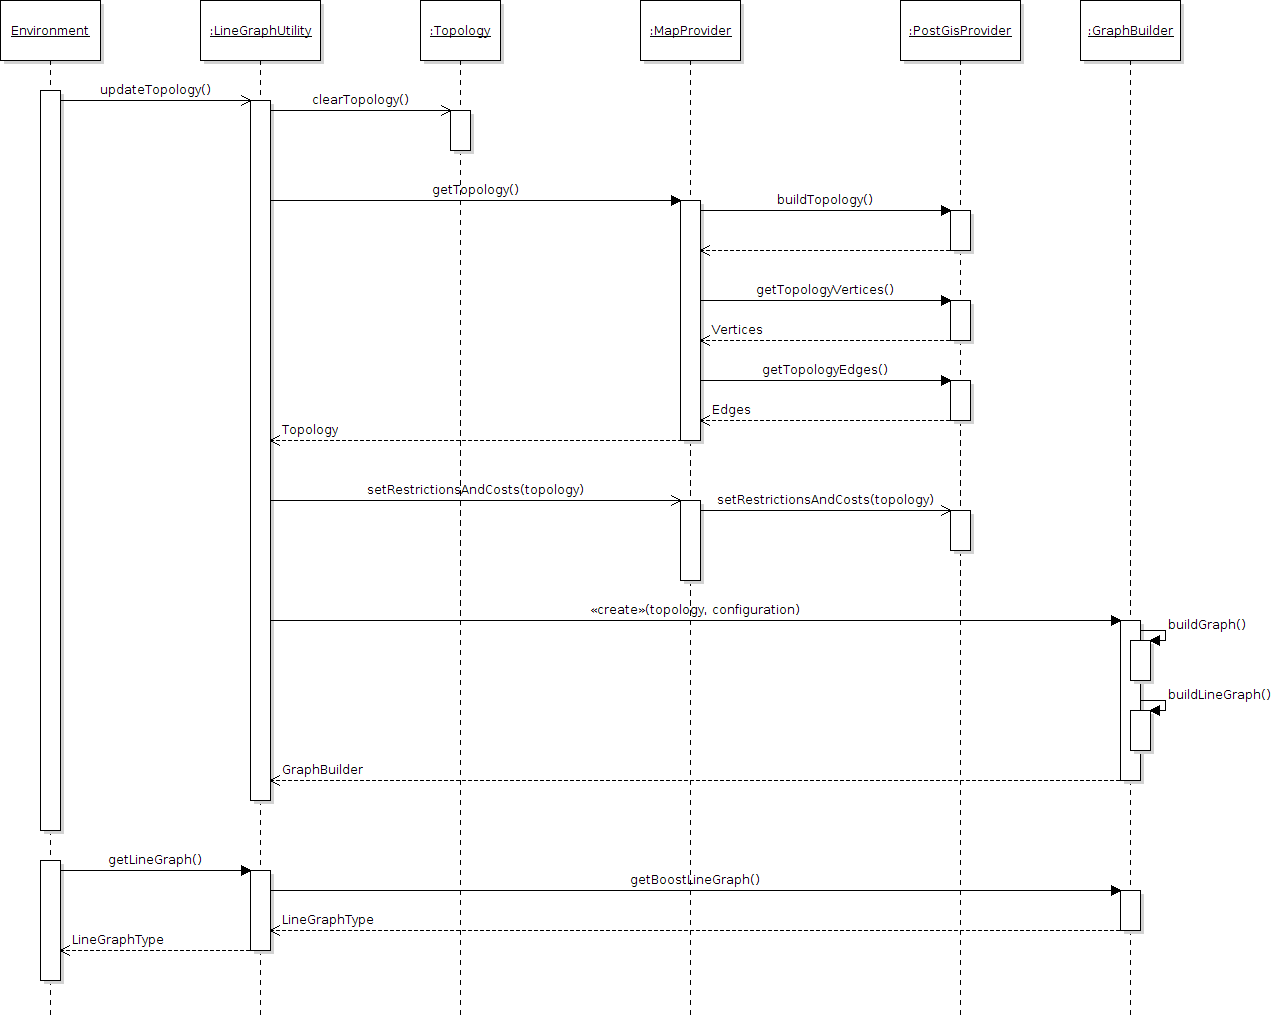 Environment
:LineGraphUtility
:Topology
:MapProvider
:PostGisProvider
:GraphBuilder
updateTopology()
clearTopology()
getTopology()
buildTopology()
getTopologyVertices()
Vertices
getTopologyEdges()
Edges
Topology
setRestrictionsAndCosts(topology)
setRestrictionsAndCosts(topology)
«create»(topology, configuration)
buildGraph()
buildLineGraph()
GraphBuilder
getLineGraph()
getBoostLineGraph()
LineGraphType
LineGraphType